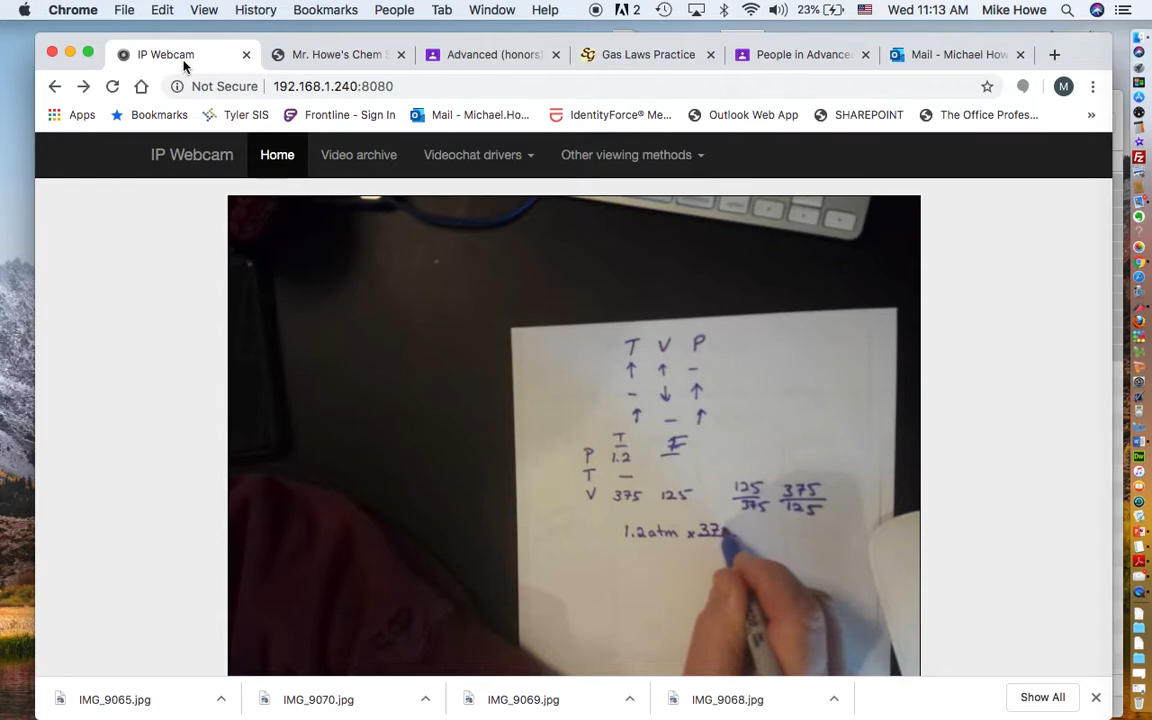 Chrome File Edit View History Bookmarks People Tab Window Help 2 23% Wed 11:13 AM Mike Howe
IP Webcam Mr. Howe's Chem S Advanced (honors) Gas Laws Practice People in Advance Mail - Michael How
Not Secure 192.168.1.240:8080 M
Apps Bookmarks Tyler SIS Frontline - Sign In Mail - Michael.Ho... IdentityForce® Me... Outlook Web App SHAREPOINT The Office Profes... »
IP Webcam Home Video archive Videochat drivers Other viewing methods
T V P
↑ ↑ -
- ↓ ↑
↑ - ↑
I F
P 1.2
T —
V 375 125 125/375 375/125
1.2 atm x 37
IMG_9065.jpg IMG_9070.jpg IMG_9069.jpg IMG_9068.jpg Show All